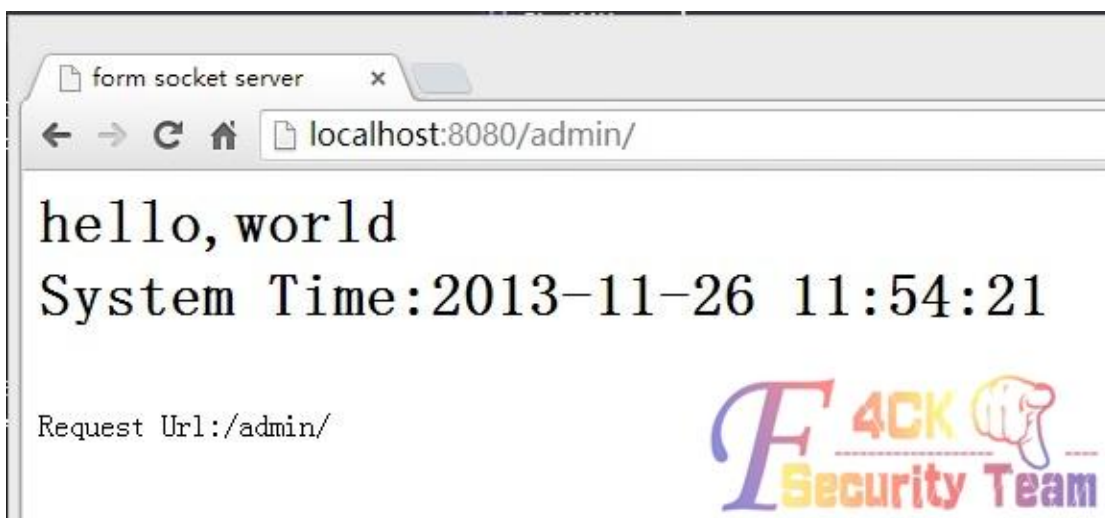 form socket server
localhost:8080/admin/
hello,world
System Time:2013-11-26 11:54:21
Request Url:/admin/
F4CK
Security Team